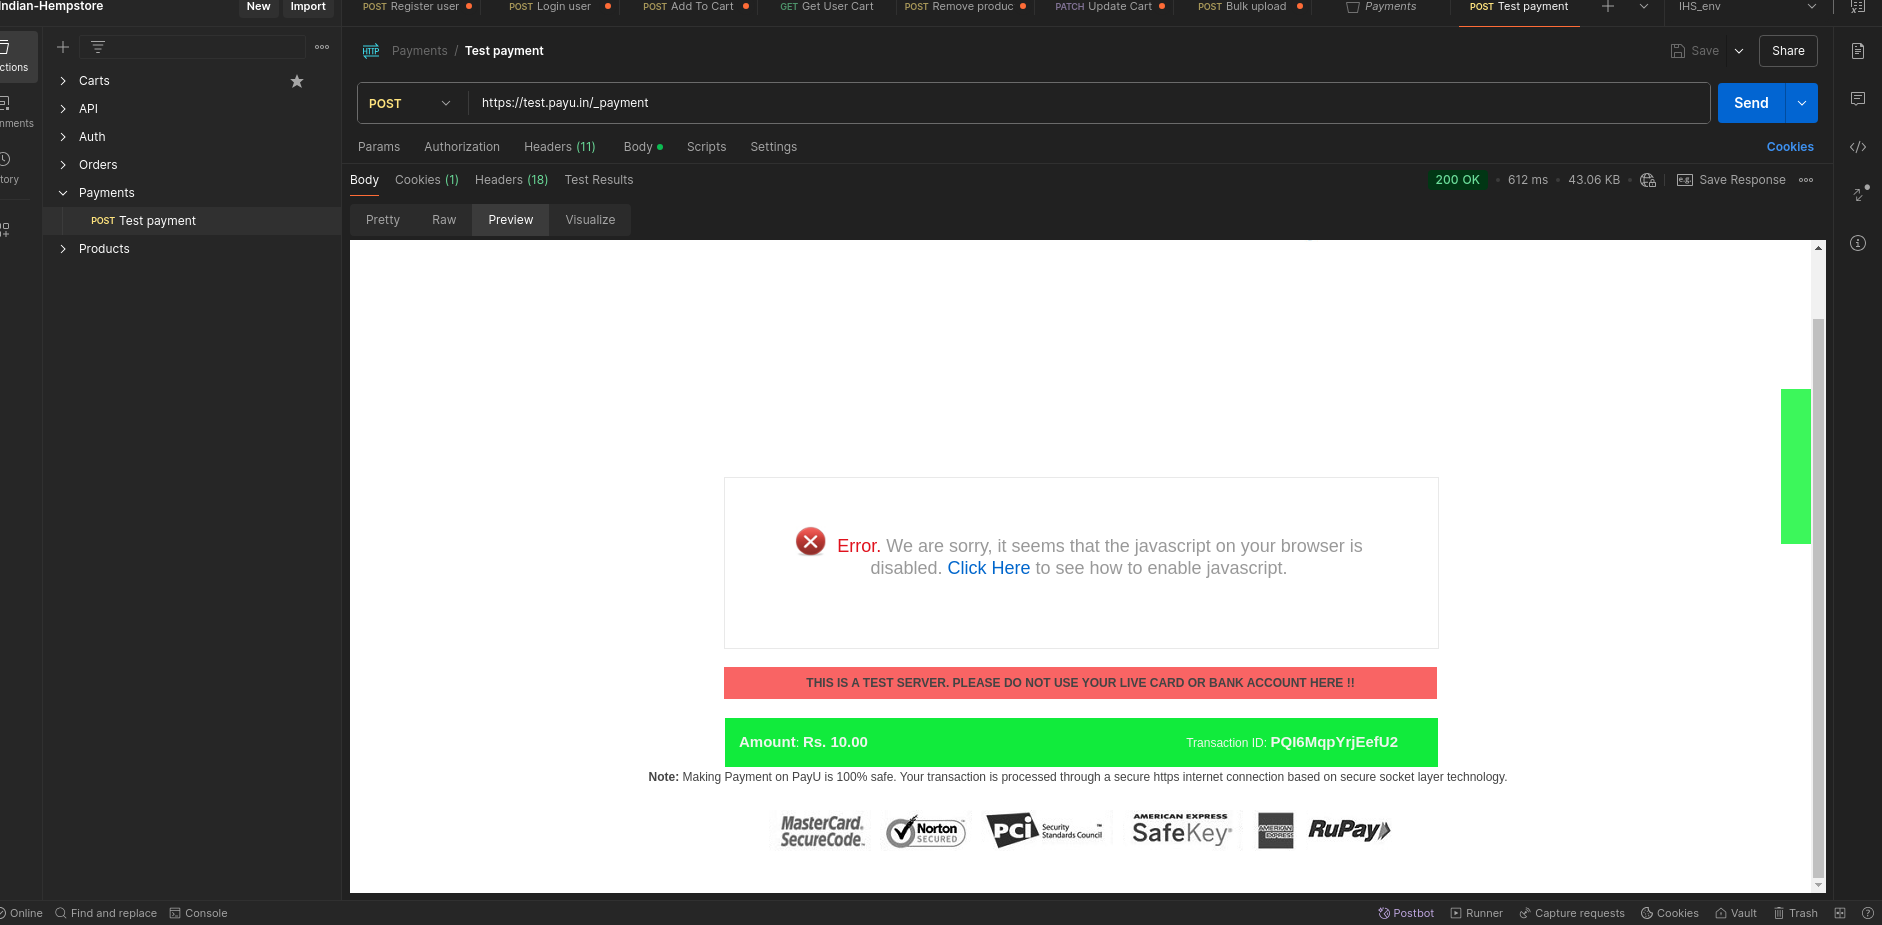 Indian-Hempstore
New
Import
POST Register user
POST Login user
POST Add To Cart
GET Get User Cart
POST Remove produc
PATCH Update Cart
POST Bulk upload
Payments
POST Test payment
IHS_env
Payments / Test payment
Save
Share
Carts
API
Auth
Orders
Payments
POST Test payment
Products
POST
https://test.payu.in/_payment
Send
Params
Authorization
Headers (11)
Body
Scripts
Settings
Cookies
Body
Cookies (1)
Headers (18)
Test Results
200 OK
612 ms
43.06 KB
e.g.
Save Response
Pretty
Raw
Preview
Visualize
Error. We are sorry, it seems that the javascript on your browser is
disabled. Click Here to see how to enable javascript.
THIS IS A TEST SERVER. PLEASE DO NOT USE YOUR LIVE CARD OR BANK ACCOUNT HERE !!
Amount: Rs. 10.00
Transaction ID: PQI6MqpYrjEefU2
Note: Making Payment on PayU is 100% safe. Your transaction is processed through a secure https internet connection based on secure socket layer technology.
MasterCard.
SecureCode™
Norton
SECURED
PCi
Security
Standards Council
AMERICAN EXPRESS
SafeKey
AMERICAN
EXPRESS
RuPay
Online
Find and replace
Console
Postbot
Runner
Capture requests
Cookies
Vault
Trash